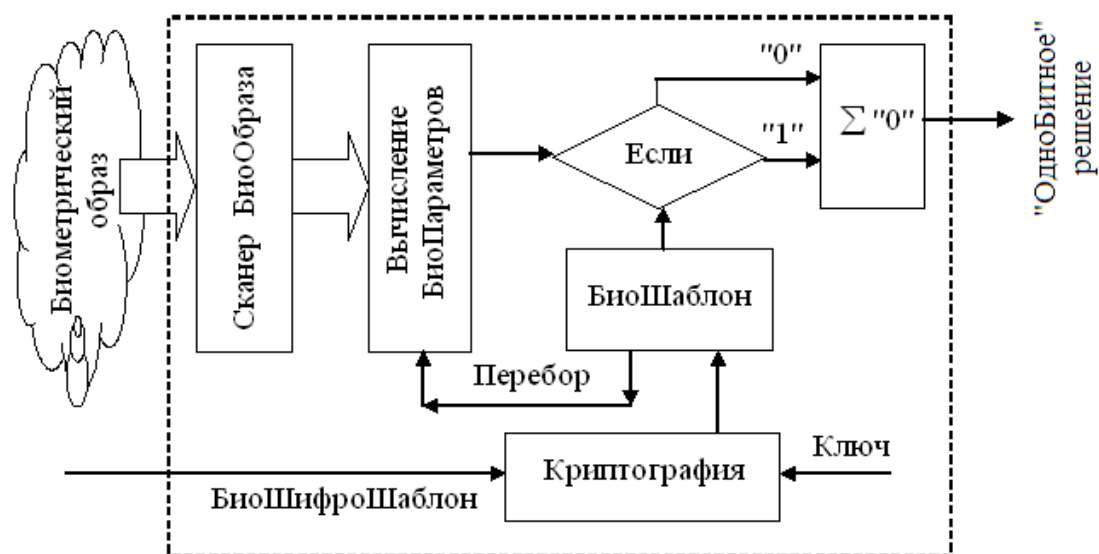 Биометрический
образ
Сканер БиоОбраза
Вычисление
БиоПараметров
"0"
"1"
Если
∑ "0"
"ОдноБитное"
решение
БиоШаблон
Перебор
Криптография
Ключ
БиоШифроШаблон